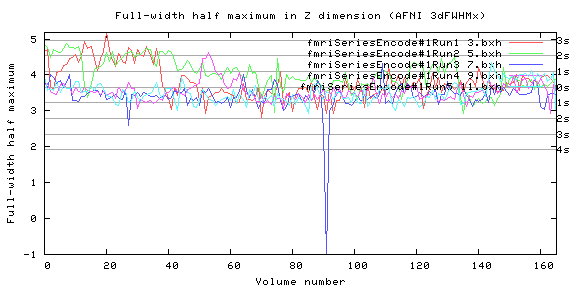 Full-width half maximum in Z dimension (AFNI 3dFWHMx)
fmriSeriesEncode#1Run1 3.bxh
fmriSeriesEncode#1Run2 5.bxh
fmriSeriesEncode#1Run3 7.bxh
fmriSeriesEncode#1Run4 9.bxh
fmriSeriesEncode#1Run5 11.bxh
5
4
3
2
1
0
-1
3s
2s
1s
0s
1s
2s
3s
4s
Full-width half maximum
0 20 40 60 80 100 120 140 160
Volume number